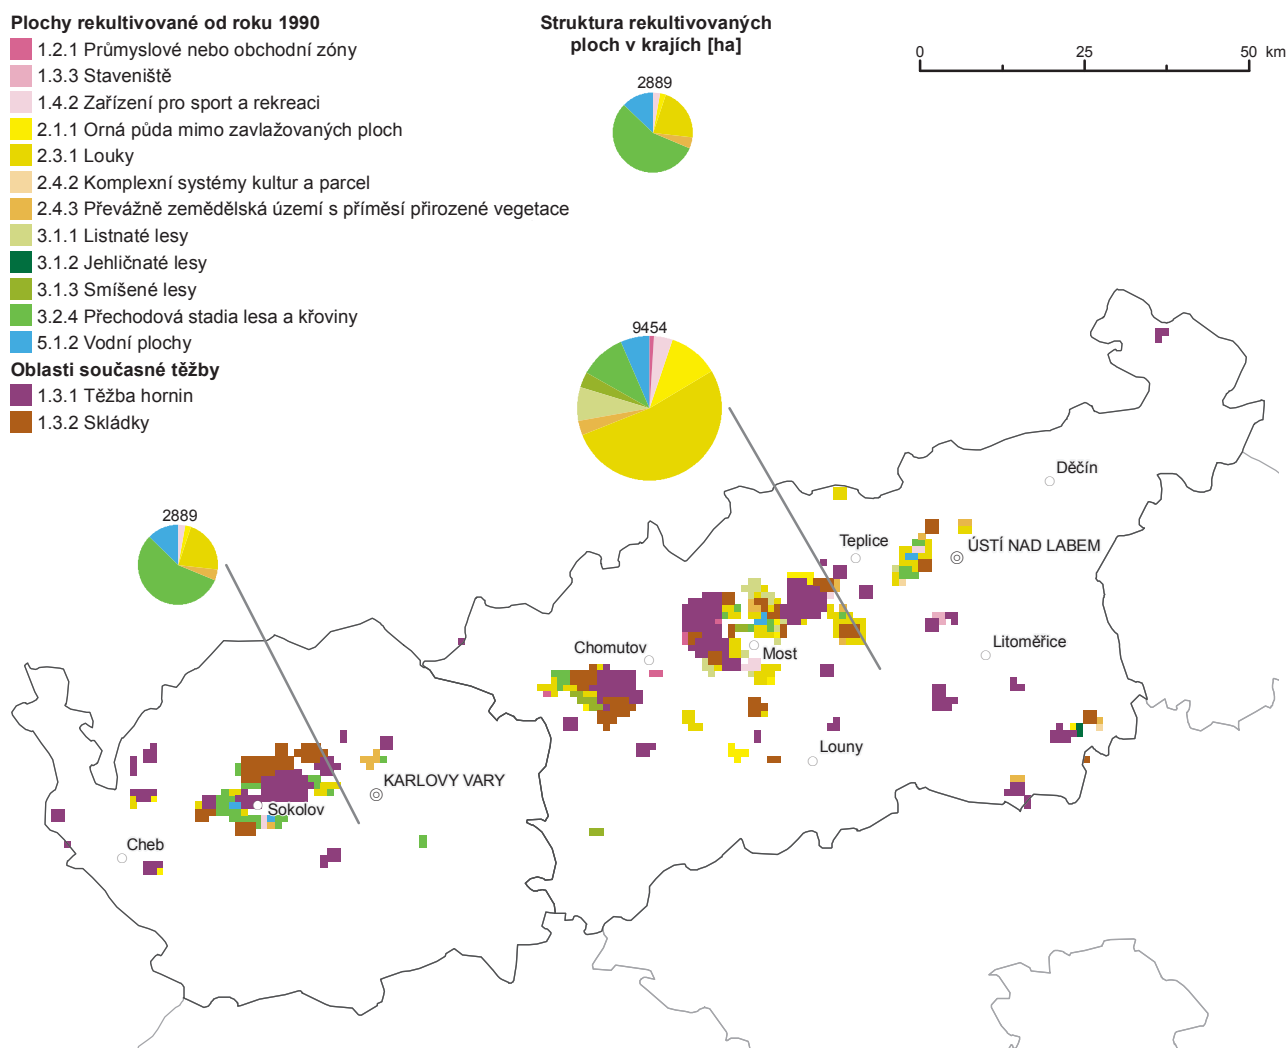 Plochy rekultivované od roku 1990
1.2.1 Průmyslové nebo obchodní zóny
1.3.3 Staveniště
1.4.2 Zařízení pro sport a rekreaci
2.1.1 Orná půda mimo zavlažovaných ploch
2.3.1 Louky
2.4.2 Komplexní systémy kultur a parcel
2.4.3 Převážně zemědělská území s příměsí přirozené vegetace
3.1.1 Listnaté lesy
3.1.2 Jehličnaté lesy
3.1.3 Smíšené lesy
3.2.4 Přechodová stadia lesa a křoviny
5.1.2 Vodní plochy
Oblasti současné těžby
1.3.1 Těžba hornin
1.3.2 Skládky
Struktura rekultivovaných
ploch v krajích [ha]
2889
0 25 50 km
9454
2889
Děčín
Teplice
ÚSTÍ NAD LABEM
Litoměřice
Chomutov
Most
Louny
KARLOVY VARY
Sokolov
Cheb